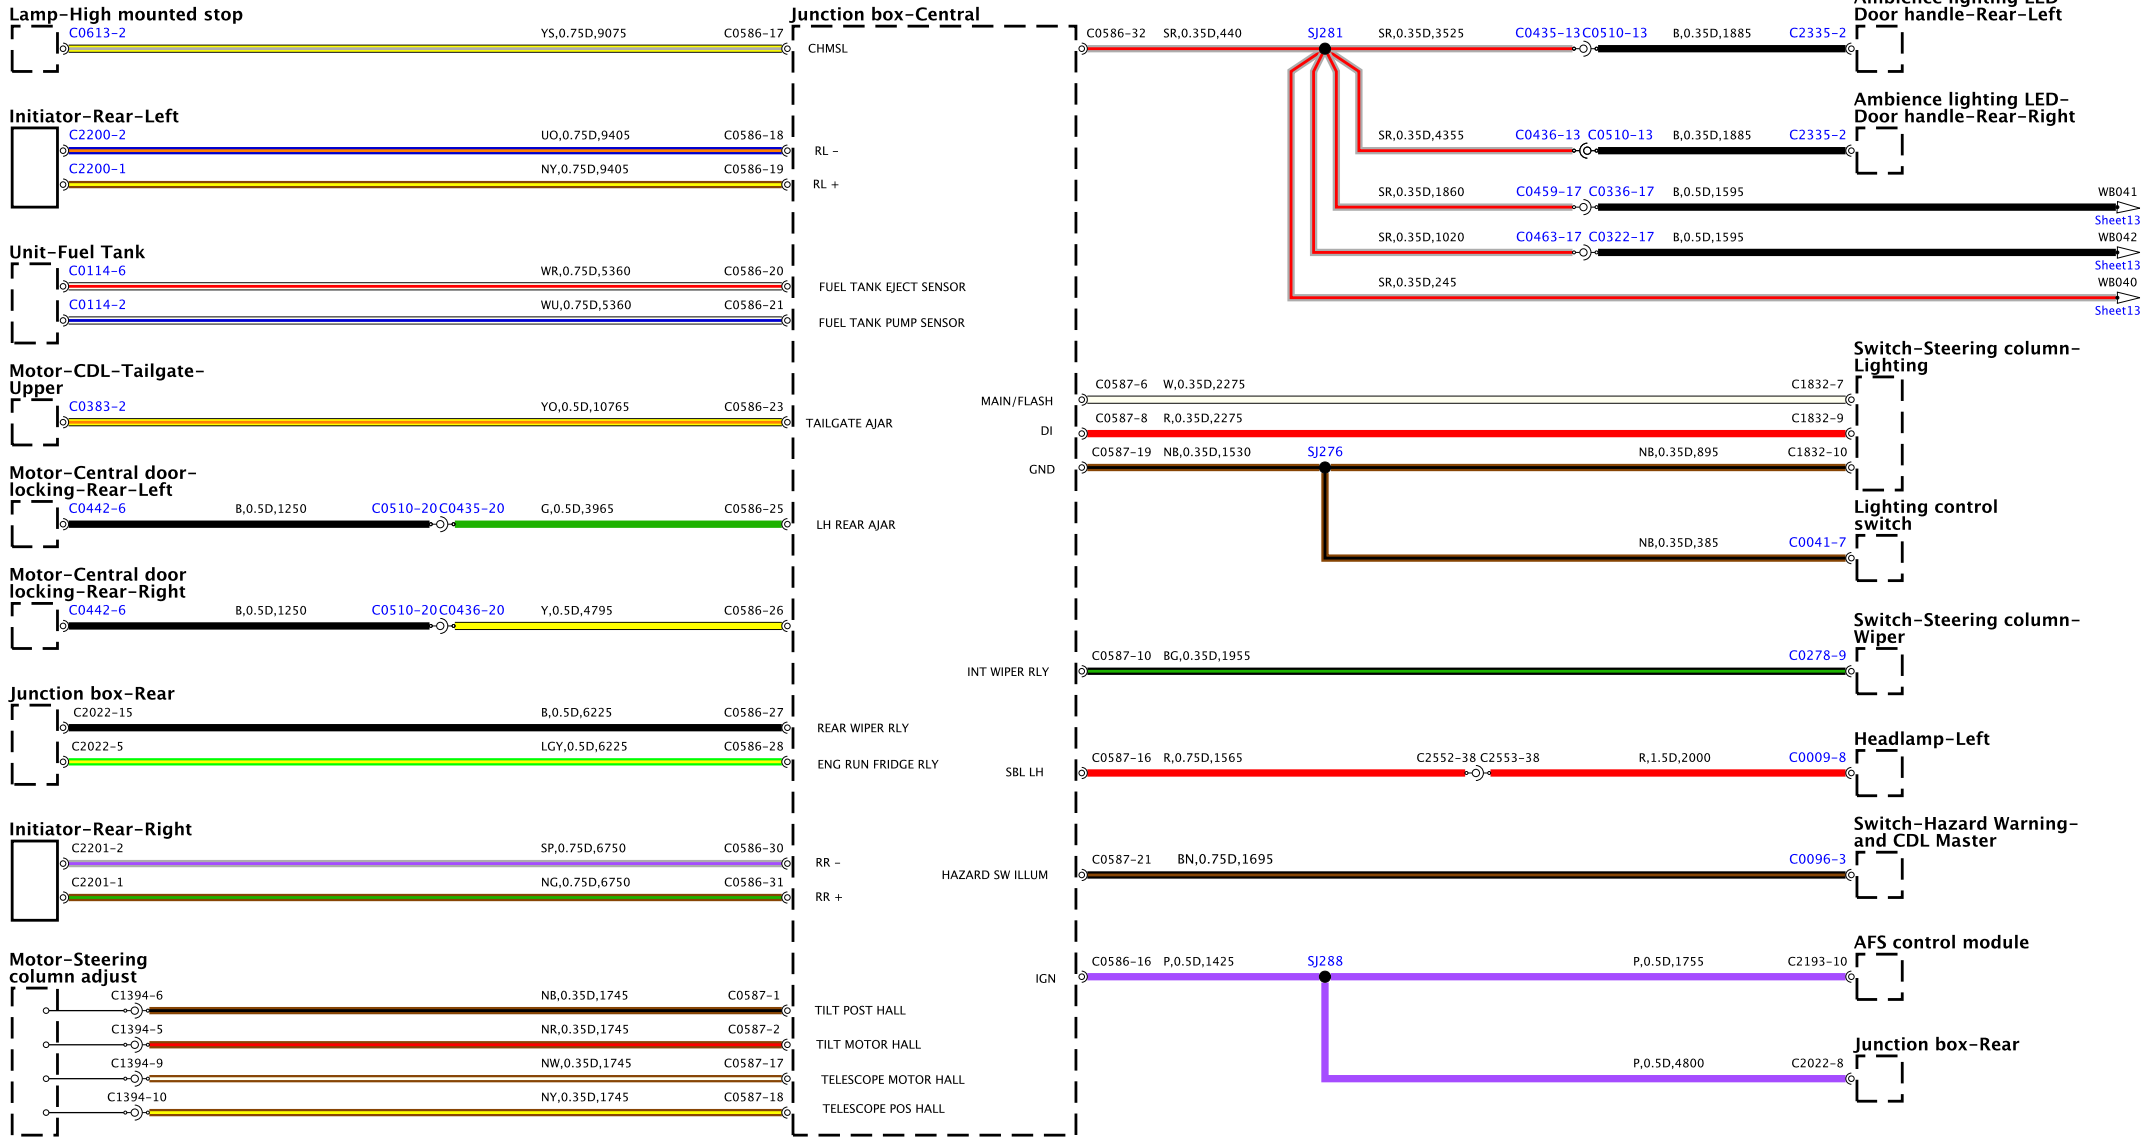 Lamp-High mounted stop
C0613-2 YS,0.75D,9075 C0586-17
CHMSL
Initiator-Rear-Left
C2200-2 UO,0.75D,9405 C0586-18
RL -
C2200-1 NY,0.75D,9405 C0586-19
RL +
Unit-Fuel Tank
C0114-6 WR,0.75D,5360 C0586-20
FUEL TANK EJECT SENSOR
C0114-2 WU,0.75D,5360 C0586-21
FUEL TANK PUMP SENSOR
Motor-CDL-Tailgate-
Upper
C0383-2 YO,0.5D,10765 C0586-23
TAILGATE AJAR
Motor-Central door-
locking-Rear-Left
C0442-6 B,0.5D,1250 C0510-20 C0435-20 G,0.5D,3965 C0586-25
LH REAR AJAR
Motor-Central door
locking-Rear-Right
C0442-6 B,0.5D,1250 C0510-20 C0436-20 Y,0.5D,4795 C0586-26
Junction box-Rear
C2022-15 B,0.5D,6225 C0586-27
REAR WIPER RLY
C2022-5 LGY,0.5D,6225 C0586-28
ENG RUN FRIDGE RLY
Initiator-Rear-Right
C2201-2 SP,0.75D,6750 C0586-30
RR -
C2201-1 NG,0.75D,6750 C0586-31
RR +
Motor-Steering
column adjust
C1394-6 NB,0.35D,1745 C0587-1
TILT POST HALL
C1394-5 NR,0.35D,1745 C0587-2
TILT MOTOR HALL
C1394-9 NW,0.35D,1745 C0587-17
TELESCOPE MOTOR HALL
C1394-10 NY,0.35D,1745 C0587-18
TELESCOPE POS HALL
Junction box-Central
Ambience lighting LED-
Door handle-Rear-Left
C0586-32 SR,0.35D,440 SJ281 SR,0.35D,3525 C0435-13 C0510-13 B,0.35D,1885 C2335-2
Ambience lighting LED-
Door handle-Rear-Right
SR,0.35D,4355 C0436-13 C0510-13 B,0.35D,1885 C2335-2
SR,0.35D,1860 C0459-17 C0336-17 B,0.5D,1595 WB041
Sheet13
SR,0.35D,1020 C0463-17 C0322-17 B,0.5D,1595 WB042
Sheet13
SR,0.35D,245 WB040
Sheet13
Switch-Steering column-
Lighting
C0587-6 W,0.35D,2275 C1832-7
MAIN/FLASH
C0587-8 R,0.35D,2275 C1832-9
DI
C0587-19 NB,0.35D,1530 SJ276 NB,0.35D,895 C1832-10
GND
Lighting control
switch
NB,0.35D,385 C0041-7
Switch-Steering column-
Wiper
C0587-10 BG,0.35D,1955 C0278-9
INT WIPER RLY
Headlamp-Left
C0587-16 R,0.75D,1565 C2552-38 C2553-38 R,1.5D,2000 C0009-8
SBL LH
Switch-Hazard Warning-
and CDL Master
C0587-21 BN,0.75D,1695 C0096-3
HAZARD SW ILLUM
AFS control module
C0586-16 P,0.5D,1425 SJ288 P,0.5D,1755 C2193-10
IGN
Junction box-Rear
P,0.5D,4800 C2022-8